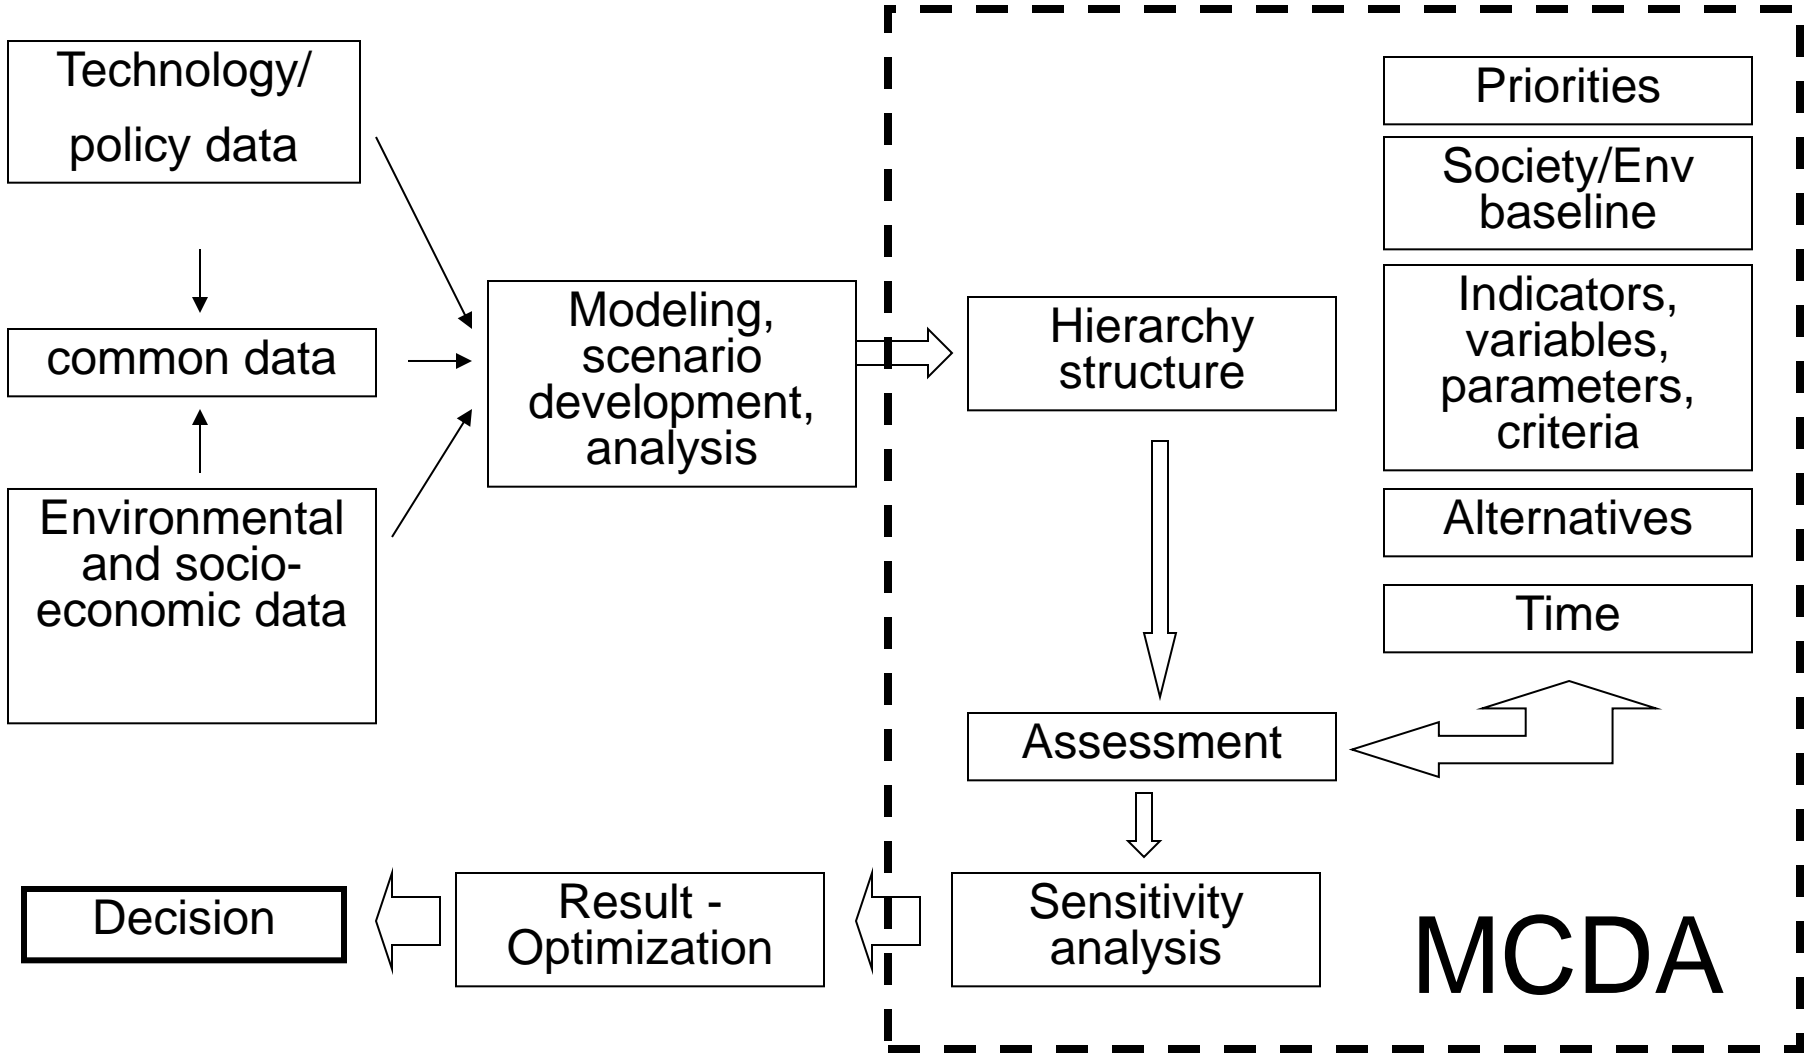 Technology/
policy data
common data
Environmental
and socio-
economic data
Modeling,
scenario
development,
analysis
Hierarchy
structure
Priorities
Society/Env
baseline
Indicators,
variables,
parameters,
criteria
Alternatives
Time
Assessment
Sensitivity
analysis
Result -
Optimization
Decision
MCDA